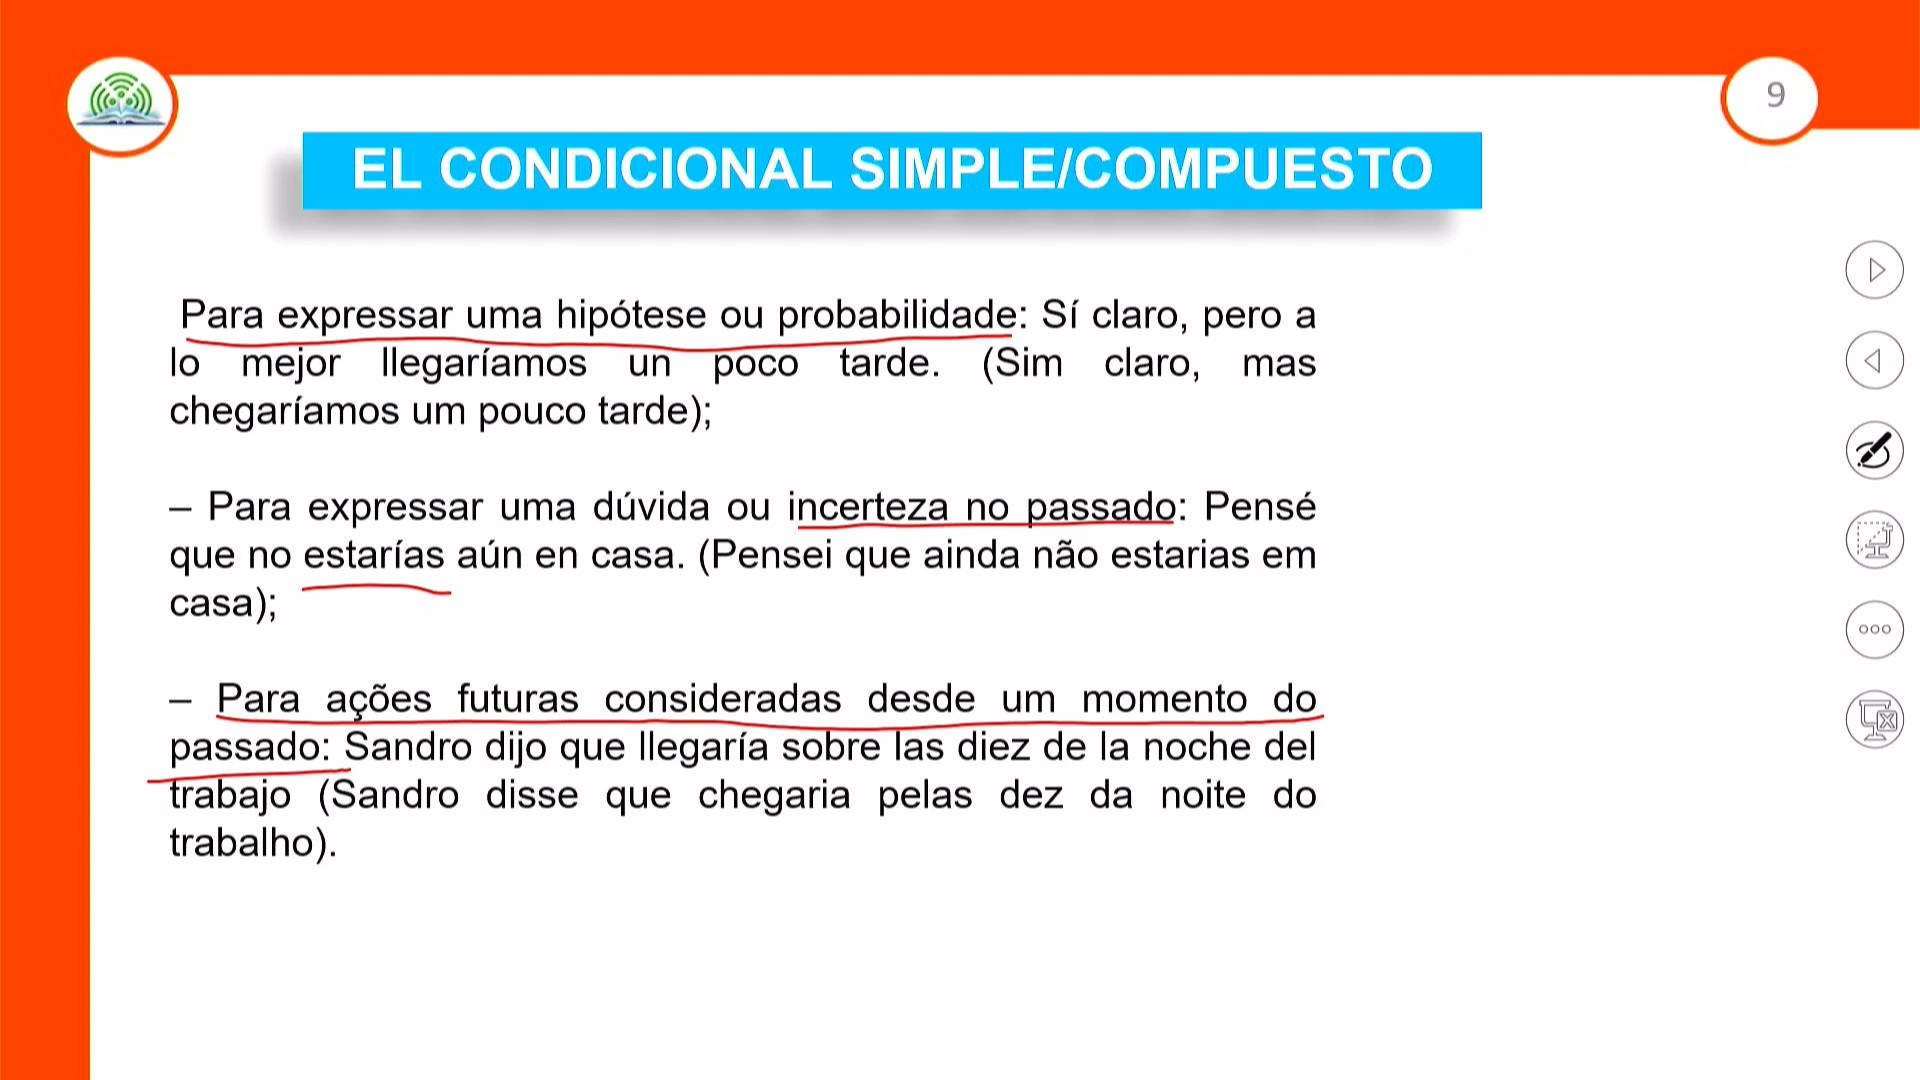 9
EL CONDICIONAL SIMPLE/COMPUESTO
Para expressar uma hipótese ou probabilidade: Sí claro, pero a
lo mejor llegaríamos un poco tarde. (Sim claro, mas
chegaríamos um pouco tarde);
– Para expressar uma dúvida ou incerteza no passado: Pensé
que no estarías aún en casa. (Pensei que ainda não estarias em
casa);
– Para ações futuras consideradas desde um momento do
passado: Sandro dijo que llegaría sobre las diez de la noche del
trabajo (Sandro disse que chegaria pelas dez da noite do
trabalho).